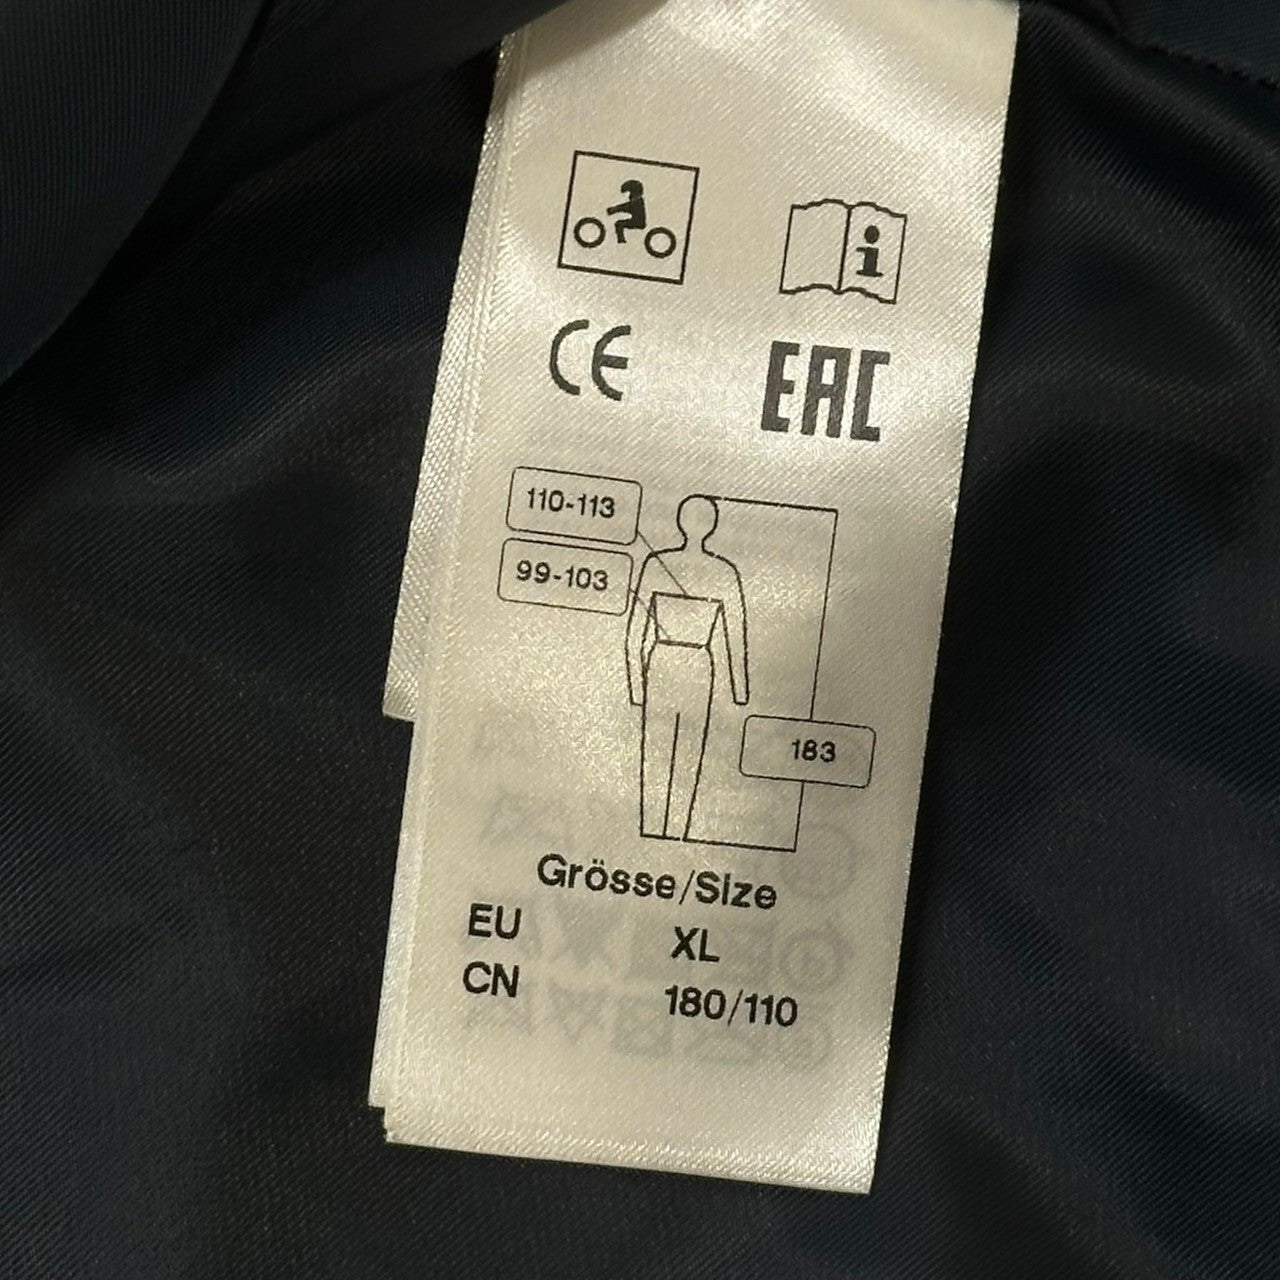 i
CE EAC
110-113
99-103
183
Grösse/Size
EU XL
CN 180/110